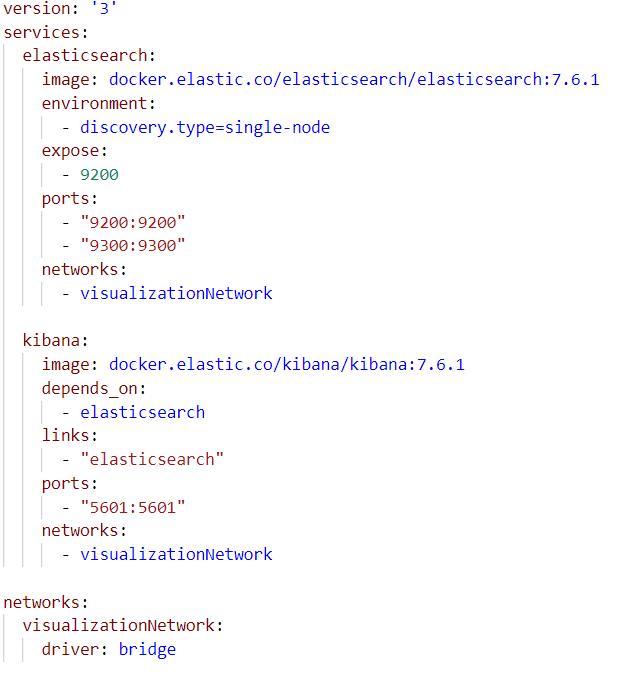 version: '3'
services:
  elasticsearch:
    image: docker.elastic.co/elasticsearch/elasticsearch:7.6.1
    environment:
      - discovery.type=single-node
    expose:
      - 9200
    ports:
      - "9200:9200"
      - "9300:9300"
    networks:
      - visualizationNetwork

  kibana:
    image: docker.elastic.co/kibana/kibana:7.6.1
    depends_on:
      - elasticsearch
    links:
      - "elasticsearch"
    ports:
      - "5601:5601"
    networks:
      - visualizationNetwork

networks:
  visualizationNetwork:
    driver: bridge